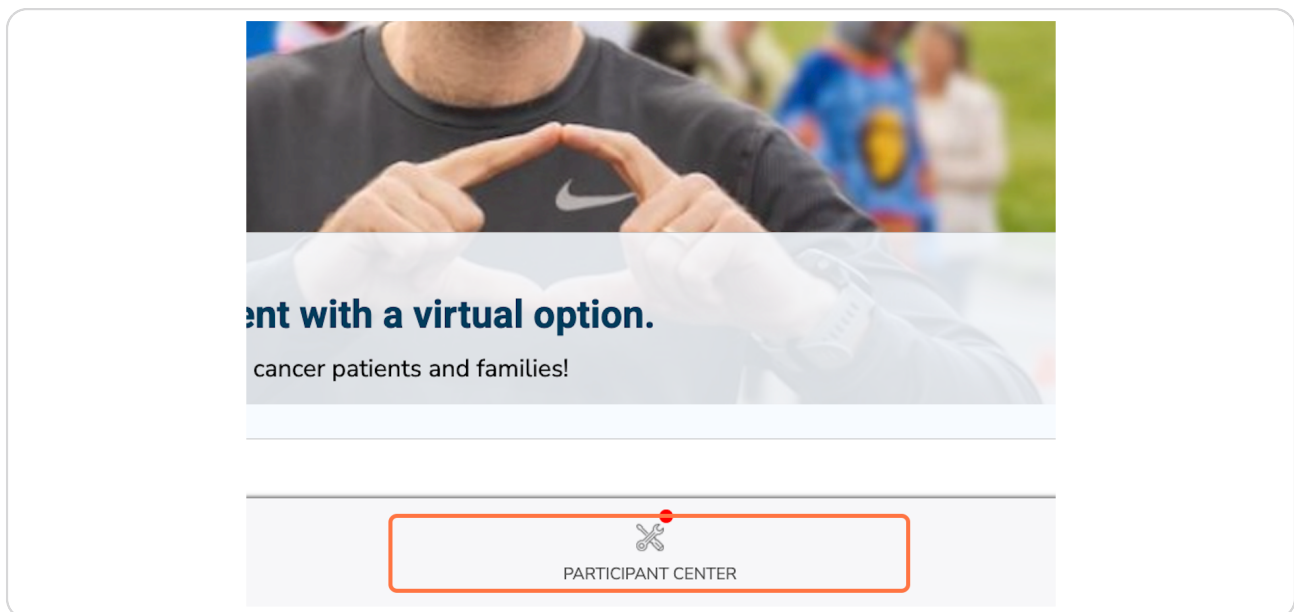 ent with a virtual option.
cancer patients and families!
PARTICIPANT CENTER